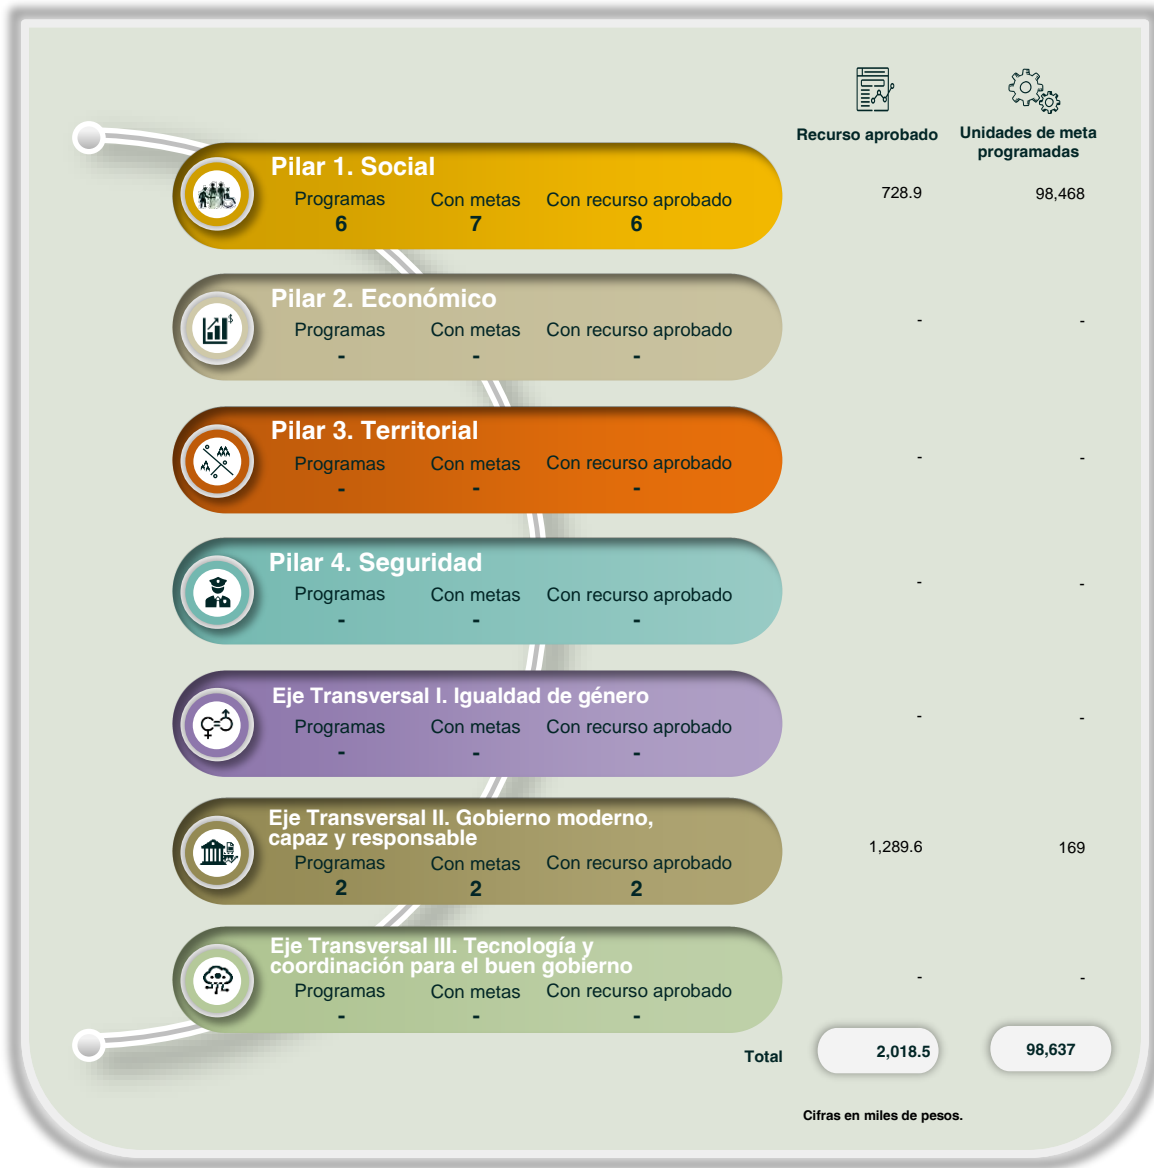 Recurso aprobado
Unidades de meta
programadas
Pilar 1. Social
Programas Con metas Con recurso aprobado
6 7 6
728.9 98,468
Pilar 2. Económico
Programas Con metas Con recurso aprobado
- - -
- -
Pilar 3. Territorial
Programas Con metas Con recurso aprobado
- - -
- -
Pilar 4. Seguridad
Programas Con metas Con recurso aprobado
- - -
- -
Eje Transversal I. Igualdad de género
Programas Con metas Con recurso aprobado
- - -
- -
Eje Transversal II. Gobierno moderno,
capaz y responsable
Programas Con metas Con recurso aprobado
2 2 2
1,289.6 169
Eje Transversal III. Tecnología y
coordinación para el buen gobierno
Programas Con metas Con recurso aprobado
- - -
- -
Total 2,018.5 98,637
Cifras en miles de pesos.